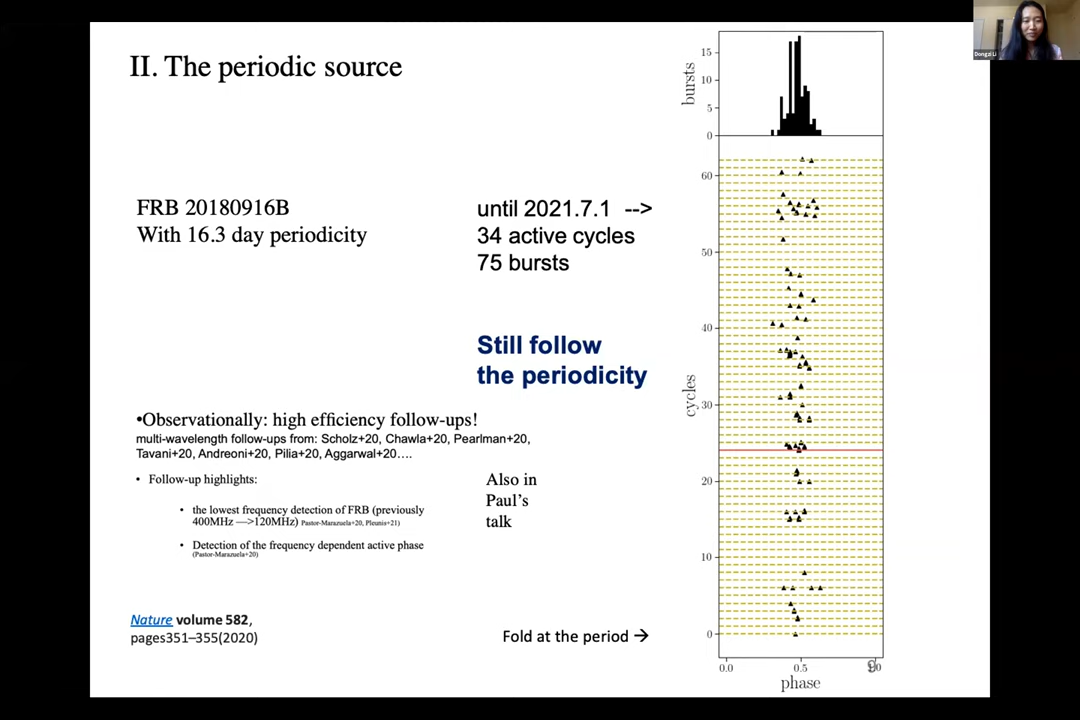 II. The periodic source
Dongzi Li
FRB 20180916B
With 16.3 day periodicity
until 2021.7.1 -->
34 active cycles
75 bursts
Still follow
the periodicity
•Observationally: high efficiency follow-ups!
multi-wavelength follow-ups from: Scholz+20, Chawla+20, Pearlman+20,
Tavani+20, Andreoni+20, Pilia+20, Aggarwal+20....
• Follow-up highlights:
• the lowest frequency detection of FRB (previously
400MHz —>120MHz) Pastor-Marazuela+20, Pleunis+21)
• Detection of the frequency dependent active phase
(Pastor-Marazuela+20)
Also in
Paul's
talk
Nature volume 582,
pages351–355(2020)
Fold at the period →
bursts
15
10
5
0
cycles
60
50
40
30
20
10
0
0.0 0.5 1.0
phase
9